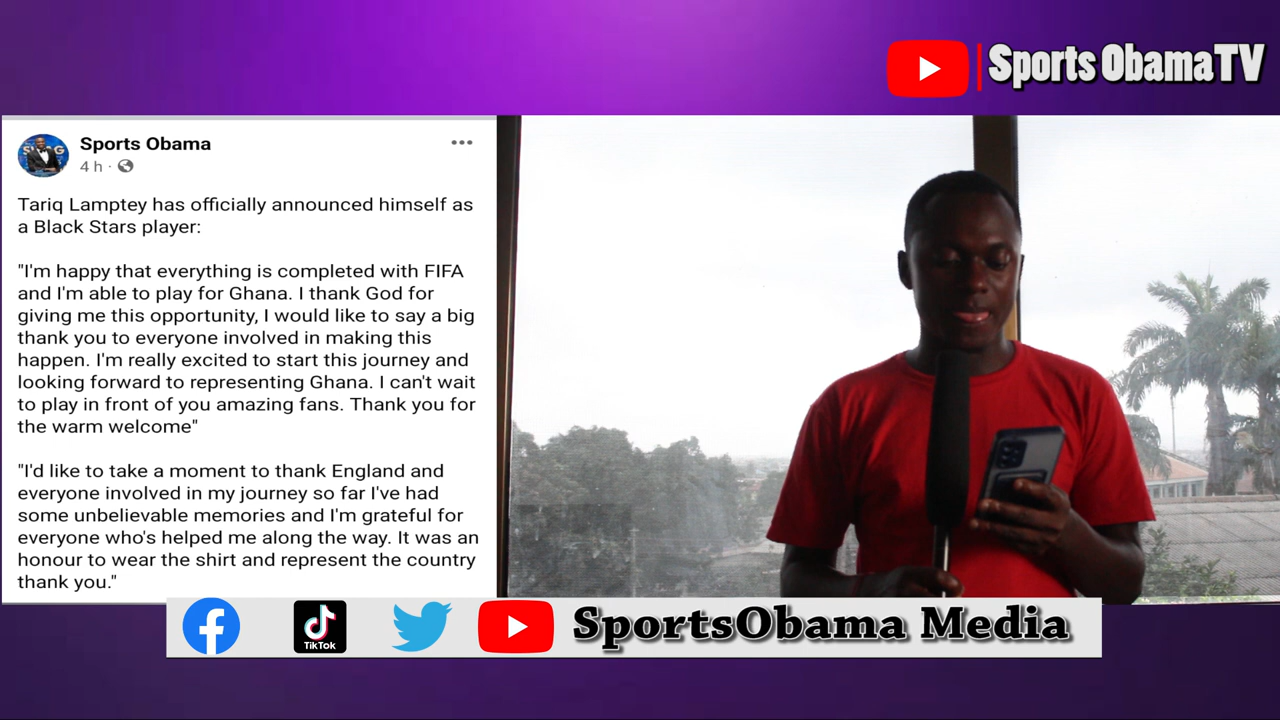 Sports ObamaTV
Sports Obama
4 h
Tariq Lamptey has officially announced himself as
a Black Stars player:
"I'm happy that everything is completed with FIFA
and I'm able to play for Ghana. I thank God for
giving me this opportunity, I would like to say a big
thank you to everyone involved in making this
happen. I'm really excited to start this journey and
looking forward to representing Ghana. I can't wait
to play in front of you amazing fans. Thank you for
the warm welcome"
"I'd like to take a moment to thank England and
everyone involved in my journey so far I've had
some unbelievable memories and I'm grateful for
everyone who's helped me along the way. It was an
honour to wear the shirt and represent the country
thank you."
TikTok
SportsObama Media